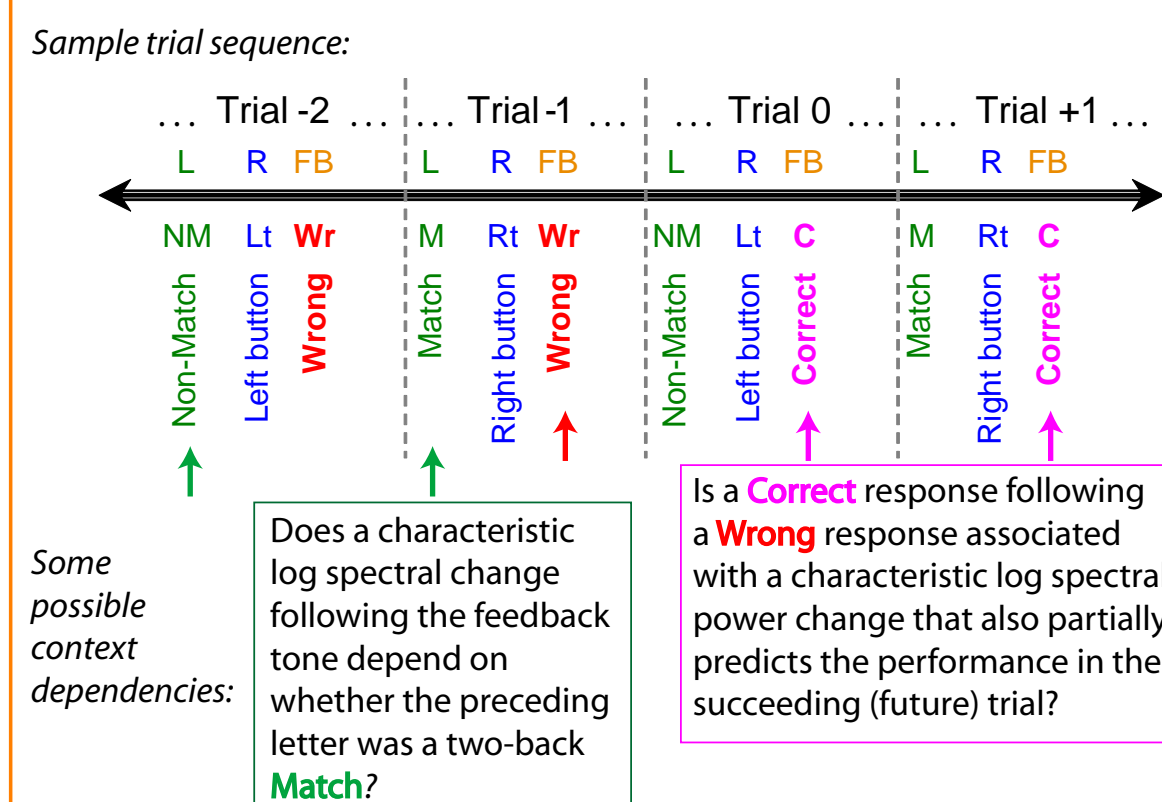 Sample trial sequence:
... Trial -2 ... ... Trial -1 ... ... Trial 0 ... ... Trial +1 ...
L R FB L R FB L R FB L R FB
NM Lt Wr M Rt Wr NM Lt C M Rt C
Non-Match Left button Wrong Match Right button Wrong Non-Match Left button Correct Match Right button Correct
Some
possible
context
dependencies:
Does a characteristic
log spectral change
following the feedback
tone depend on
whether the preceding
letter was a two-back
Match?
Is a Correct response following
a Wrong response associated
with a characteristic log spectral
power change that also partially
predicts the performance in the
succeeding (future) trial?